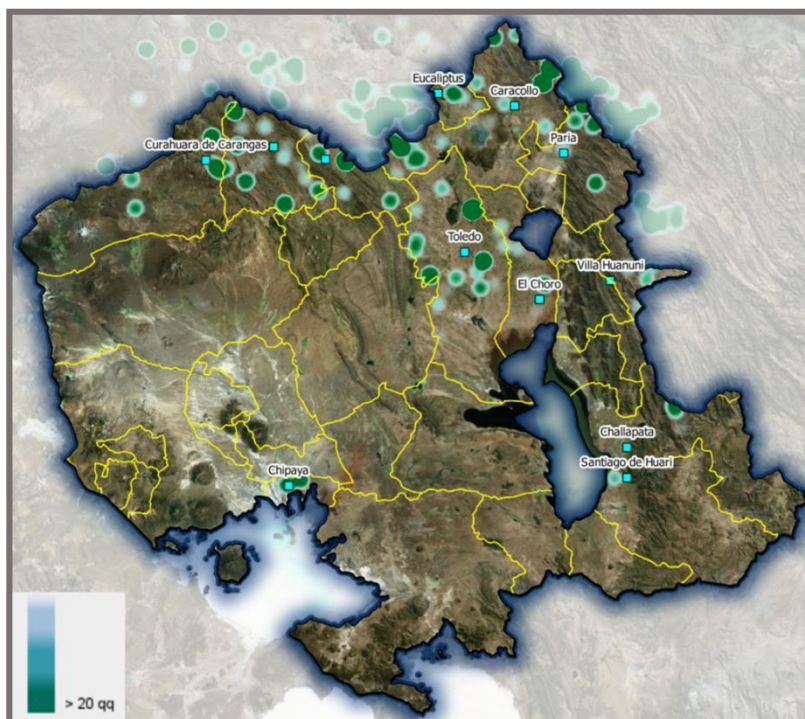 Eucaliptus
Caracollo
Curahuara de Carangas
Paria
Toledo
Villa Huanuni
El Choro
Challapata
Santiago de Huari
Chipaya
> 20 qq